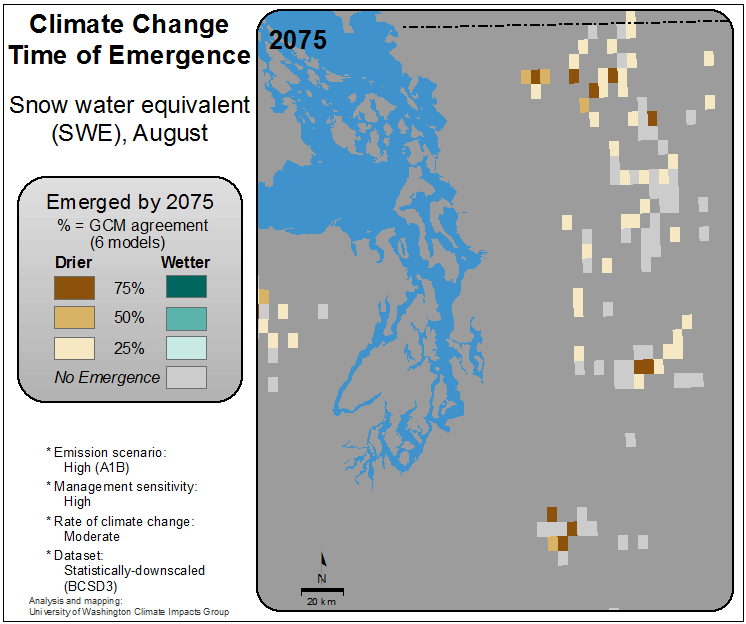 Climate Change
Time of Emergence
Snow water equivalent
(SWE), August
Emerged by 2075
% = GCM agreement
(6 models)
Drier Wetter
75%
50%
25%
No Emergence
* Emission scenario:
High (A1B)
* Management sensitivity:
High
* Rate of climate change:
Moderate
* Dataset:
Statistically-downscaled
(BCSD3)
Analysis and mapping:
University of Washington Climate Impacts Group
2075
N
20 km